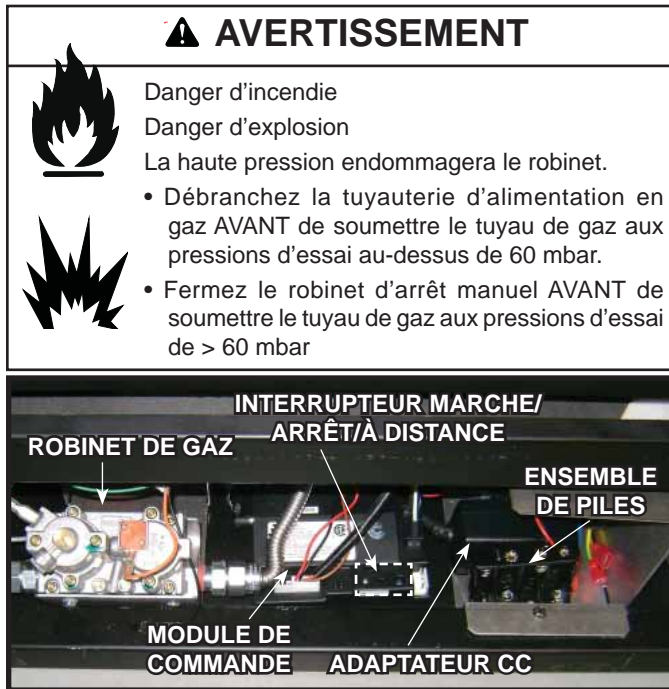 AVERTISSEMENT
Danger d’incendie
Danger d’explosion
La haute pression endommagera le robinet.
• Débranchez la tuyauterie d’alimentation en
gaz AVANT de soumettre le tuyau de gaz aux
pressions d’essai au-dessus de 60 mbar.
• Fermez le robinet d’arrêt manuel AVANT de
soumettre le tuyau de gaz aux pressions d’essai
de > 60 mbar
INTERRUPTEUR MARCHE/
ARRÊT/À DISTANCE
ROBINET DE GAZ
ENSEMBLE
DE PILES
MODULE DE
COMMANDE
ADAPTATEUR CC